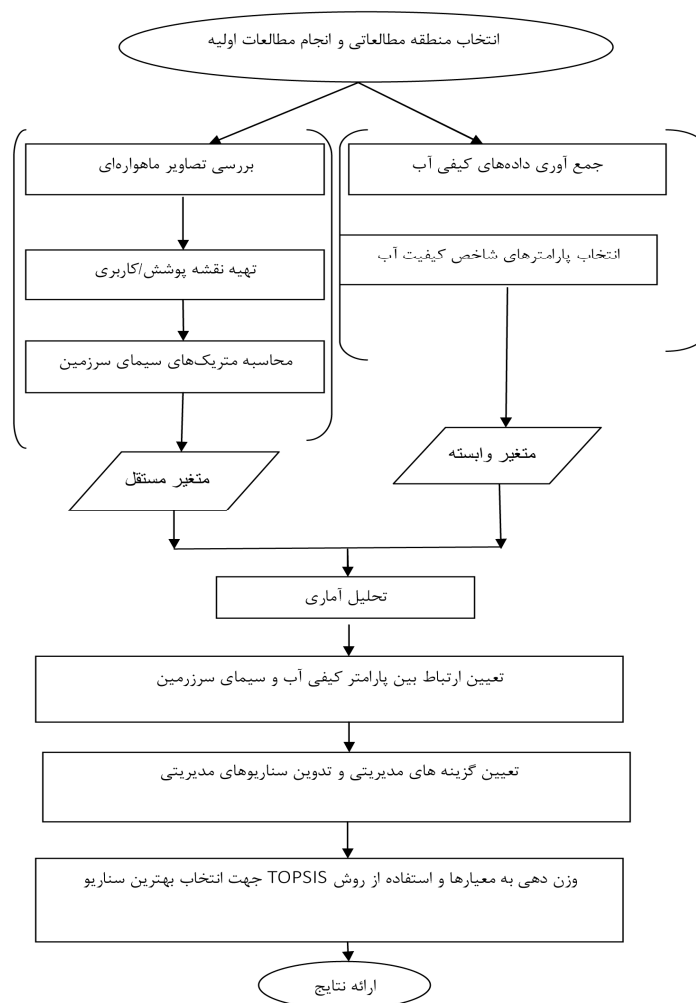 انتخاب منطقه مطالعاتی و انجام مطالعات اولیه
جمع آوری داده‌های کیفی آب
انتخاب پارامترهای شاخص کیفیت آب
متغیر وابسته
بررسی تصاویر ماهواره‌ای
تهیه نقشه پوشش/کاربری
محاسبه متریک‌های سیمای سرزمین
متغیر مستقل
تحلیل آماری
تعیین ارتباط بین پارامتر کیفی آب و سیمای سرزرمین
تعیین گزینه های مدیریتی و تدوین سناریوهای مدیریتی
وزن دهی به معیارها و استفاده از روش TOPSIS جهت انتخاب بهترین سناریو
ارائه نتایج